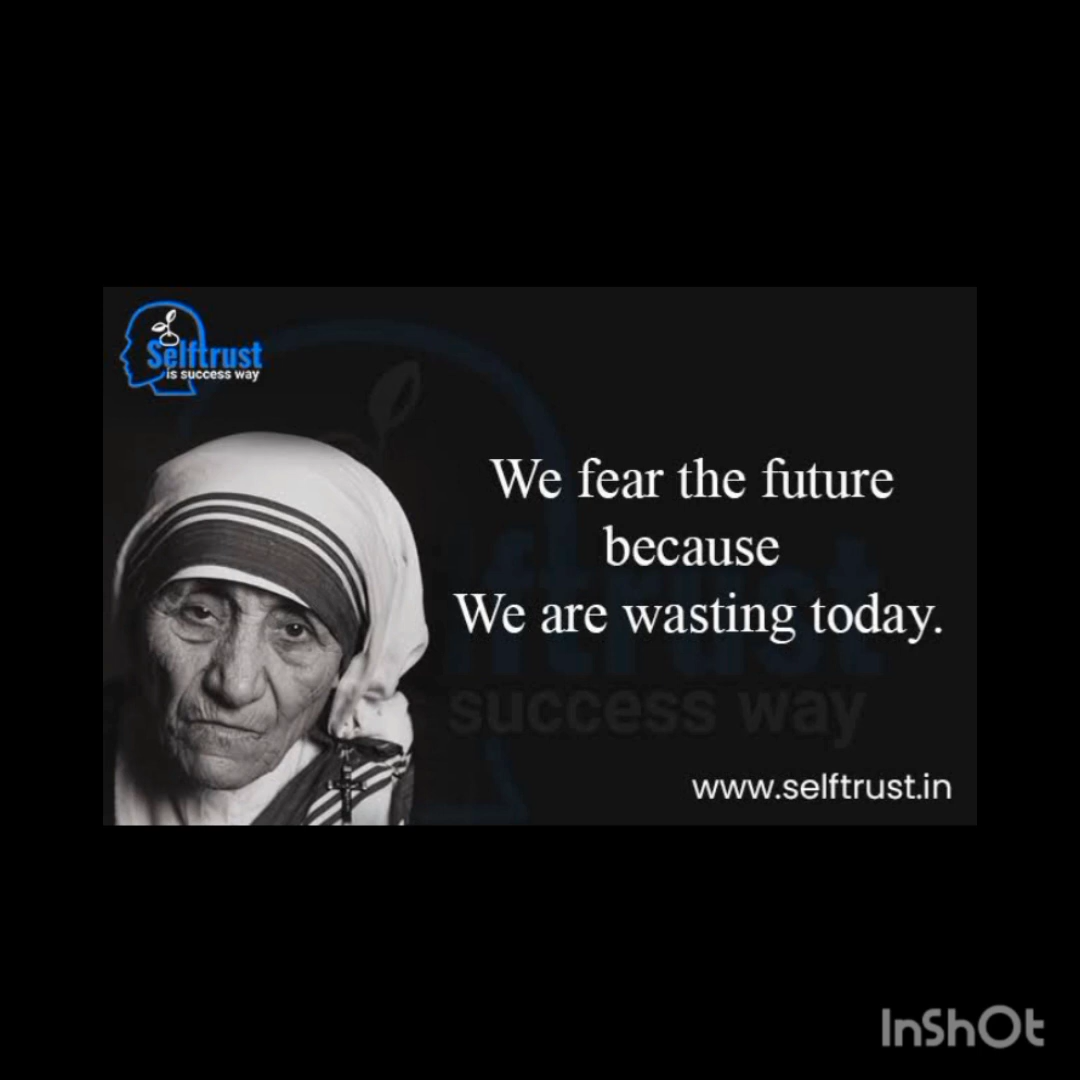 Selftrust
is success way
We fear the future
because
We are wasting today.
ftrust
success way
www.selftrust.in
InShOt